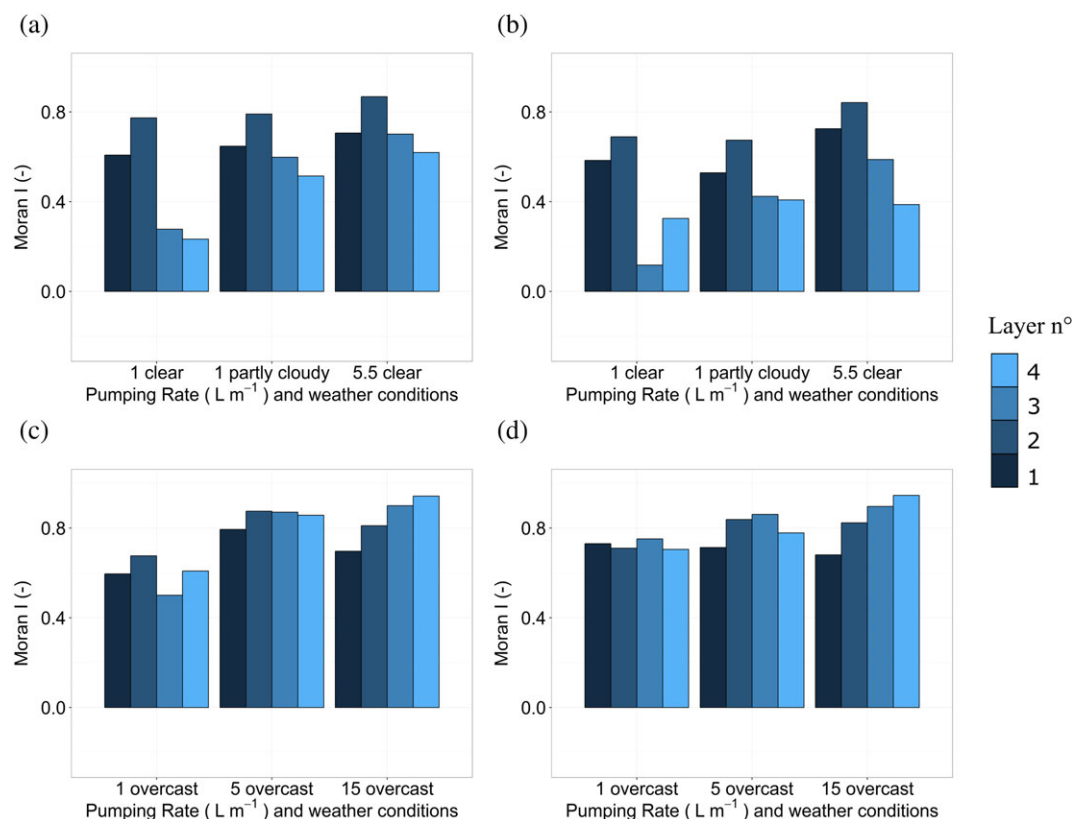 (a)
0.8
0.4
0.0
Moran I (-)
1 clear 1 partly cloudy 5.5 clear
Pumping Rate ( L m⁻¹ ) and weather conditions
(b)
0.8
0.4
0.0
Moran I (-)
1 clear 1 partly cloudy 5.5 clear
Pumping Rate ( L m⁻¹ ) and weather conditions
Layer n°
4
3
2
1
(c)
0.8
0.4
0.0
Moran I (-)
1 overcast 5 overcast 15 overcast
Pumping Rate ( L m⁻¹ ) and weather conditions
(d)
0.8
0.4
0.0
Moran I (-)
1 overcast 5 overcast 15 overcast
Pumping Rate ( L m⁻¹ ) and weather conditions